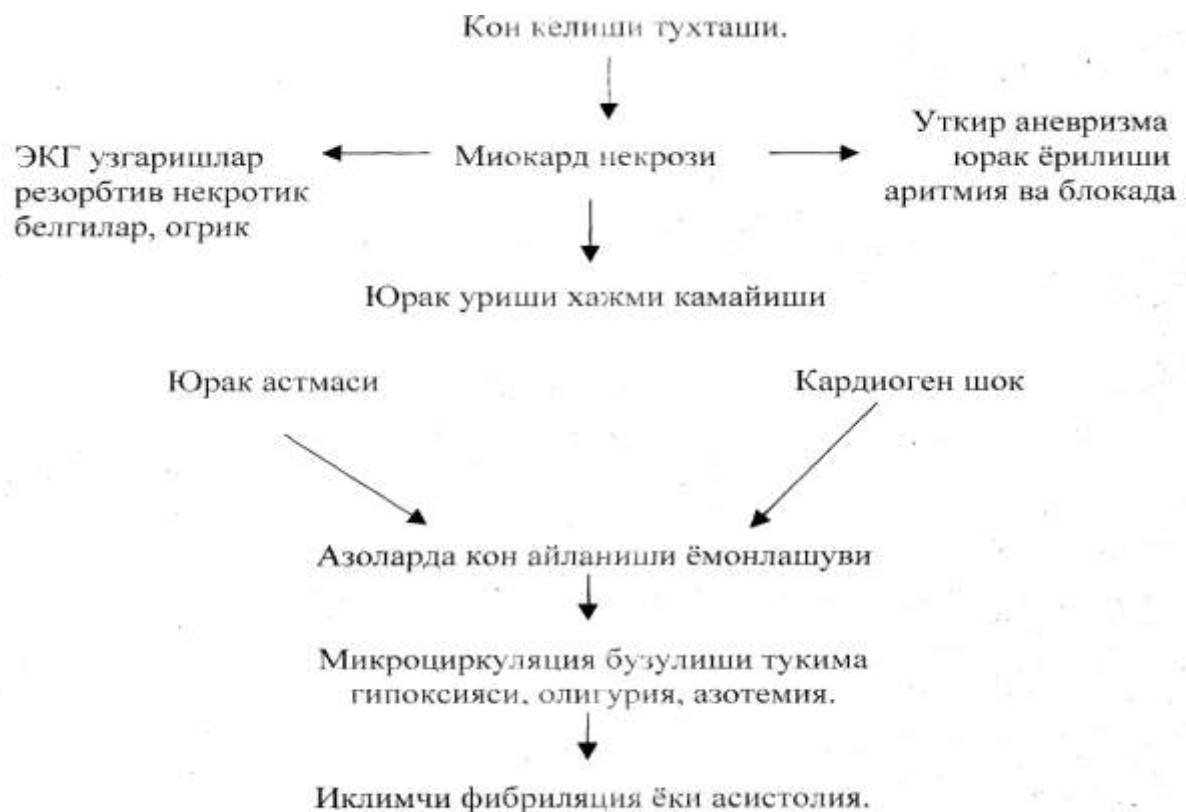 Кон келиши тухташи.
Уткир аневризма
ЭКГ узгаришлар
Миокард некрози
юрак ёрилиши
резорбтив некротик
аритмия ва блокада
белгилар, огрик
Юрак уриши хажми камайиши
Юрак астмаси
Кардиоген шок
Азоларда кон айланиши ёмонлашуви
Микроциркуляция бузулиши тукима
гипоксияси, олигурия, азотемия.
Иклимчи фибриляция ёки асистолия.